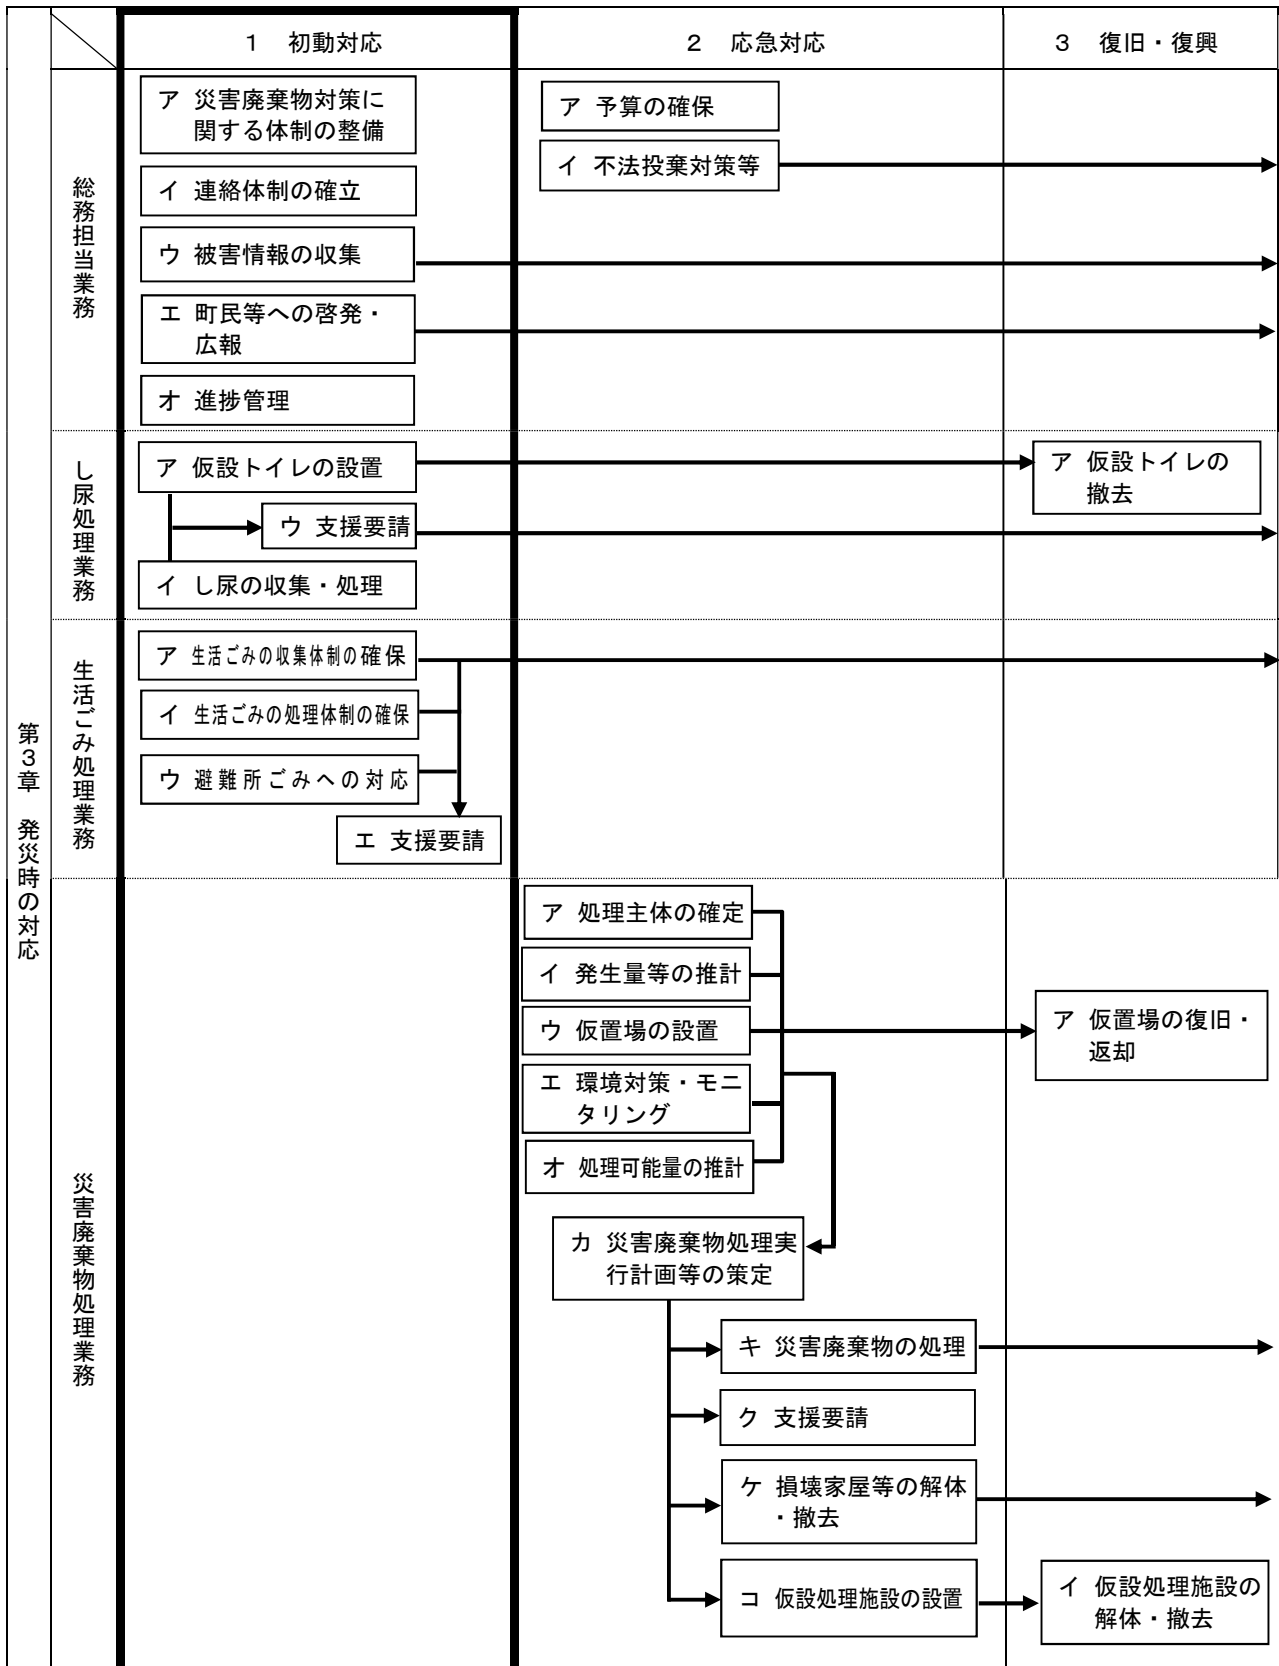 第３章　発災時の対応
１　初動対応
２　応急対応
３　復旧・復興
総務担当業務
ア 災害廃棄物対策に
関する体制の整備
イ 連絡体制の確立
ウ 被害情報の収集
エ 町民等への啓発・
広報
オ 進捗管理
ア 予算の確保
イ 不法投棄対策等
し尿処理業務
ア 仮設トイレの設置
ウ 支援要請
イ し尿の収集・処理
ア 仮設トイレの
撤去
生活ごみ処理業務
ア 生活ごみの収集体制の確保
イ 生活ごみの処理体制の確保
ウ 避難所ごみへの対応
エ 支援要請
災害廃棄物処理業務
ア 処理主体の確定
イ 発生量等の推計
ウ 仮置場の設置
エ 環境対策・モニ
タリング
オ 処理可能量の推計
カ 災害廃棄物処理実
行計画等の策定
キ 災害廃棄物の処理
ク 支援要請
ケ 損壊家屋等の解体
・撤去
コ 仮設処理施設の設置
ア 仮置場の復旧・
返却
イ 仮設処理施設の
解体・撤去